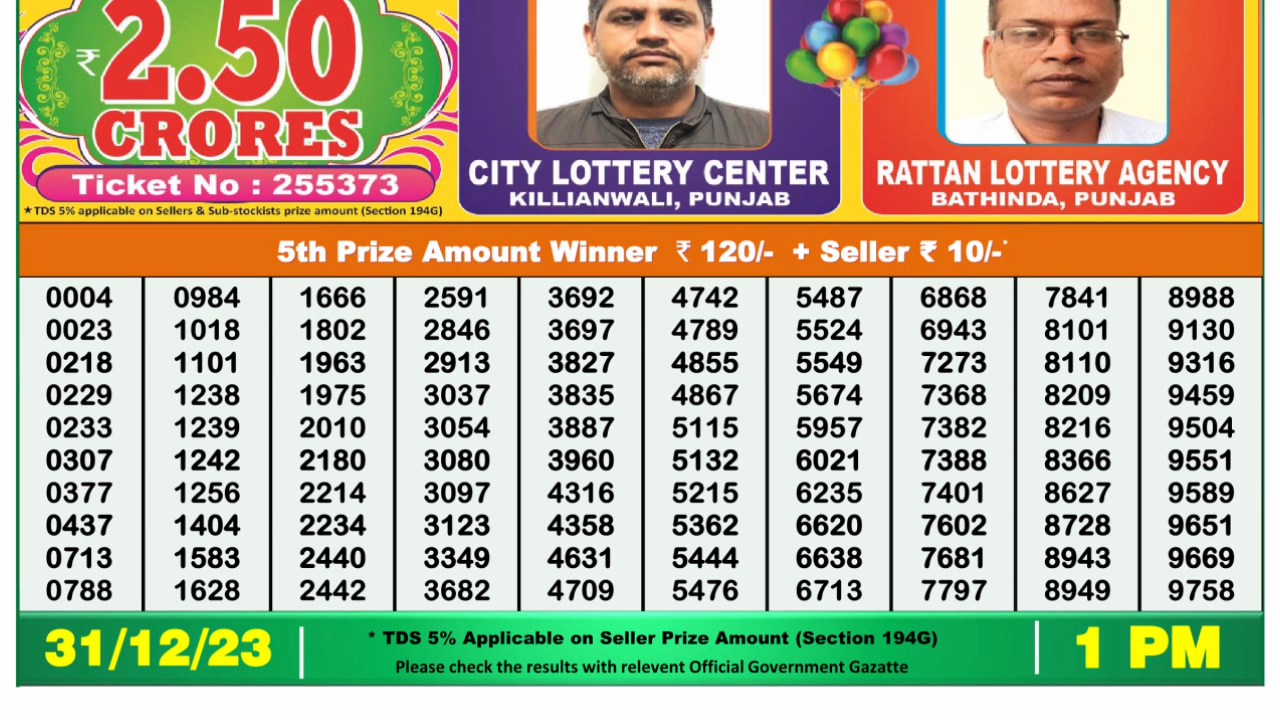 ₹ 2.50
CRORES
Ticket No : 255373
★TDS 5% applicable on Sellers & Sub-stockists prize amount (Section 194G)
CITY LOTTERY CENTER
KILLIANWALI, PUNJAB
RATTAN LOTTERY AGENCY
BATHINDA, PUNJAB
5th Prize Amount Winner ₹ 120/- + Seller ₹ 10/-*
0004 0984 1666 2591 3692 4742 5487 6868 7841 8988
0023 1018 1802 2846 3697 4789 5524 6943 8101 9130
0218 1101 1963 2913 3827 4855 5549 7273 8110 9316
0229 1238 1975 3037 3835 4867 5674 7368 8209 9459
0233 1239 2010 3054 3887 5115 5957 7382 8216 9504
0307 1242 2180 3080 3960 5132 6021 7388 8366 9551
0377 1256 2214 3097 4316 5215 6235 7401 8627 9589
0437 1404 2234 3123 4358 5362 6620 7602 8728 9651
0713 1583 2440 3349 4631 5444 6638 7681 8943 9669
0788 1628 2442 3682 4709 5476 6713 7797 8949 9758
31/12/23
* TDS 5% Applicable on Seller Prize Amount (Section 194G)
Please check the results with relevent Official Government Gazatte
1 PM